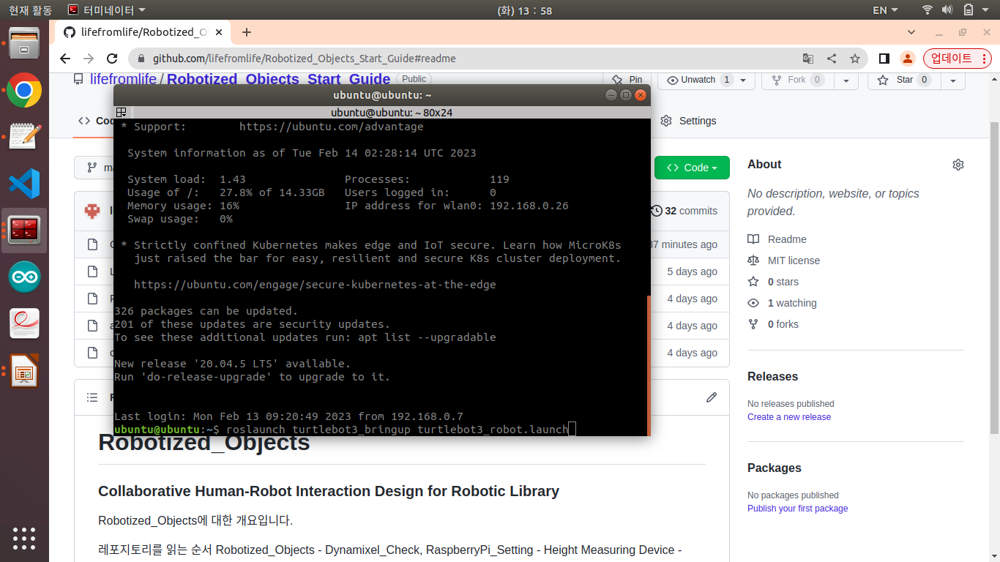 현재 활동 터미네이터 (화) 13 : 58 EN
lifefromlife/Robotized_O
github.com/lifefromlife/Robotized_Objects_Start_Guide#readme 업데이트
lifefromlife / Robotized_Objects_Start_Guide Public Pin Unwatch 1 Fork 0 Star 0
ubuntu@ubuntu: ~
ubuntu@ubuntu: ~ 80x24
Settings
* Support: https://ubuntu.com/advantage
System information as of Tue Feb 14 02:28:14 UTC 2023
System load: 1.43 Processes: 119
Usage of /: 27.8% of 14.33GB Users logged in: 0
Memory usage: 16% IP address for wlan0: 192.168.0.26
Swap usage: 0%
* Strictly confined Kubernetes makes edge and IoT secure. Learn how MicroK8s
just raised the bar for easy, resilient and secure K8s cluster deployment.
https://ubuntu.com/engage/secure-kubernetes-at-the-edge
326 packages can be updated.
201 of these updates are security updates.
To see these additional updates run: apt list --upgradable
New release '20.04.5 LTS' available.
Run 'do-release-upgrade' to upgrade to it.
Last login: Mon Feb 13 09:20:49 2023 from 192.168.0.7
ubuntu@ubuntu:~$ roslaunch turtlebot3_bringup turtlebot3_robot.launch
Code
32 commits
37 minutes ago
5 days ago
4 days ago
4 days ago
4 days ago
Robotized_Objects
Collaborative Human-Robot Interaction Design for Robotic Library
Robotized_Objects에 대한 개요입니다.
레포지토리를 읽는 순서 Robotized_Objects - Dynamixel_Check, RaspberryPi_Setting - Height Measuring Device -
About
No description, website, or topics
provided.
Readme
MIT license
0 stars
1 watching
0 forks
Releases
No releases published
Create a new release
Packages
No packages published
Publish your first package